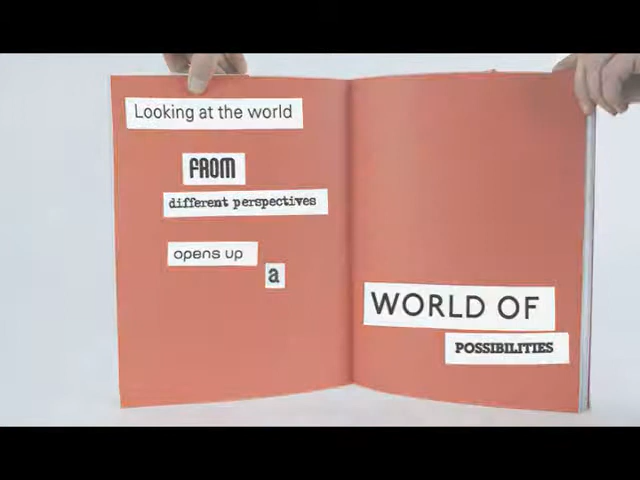 Looking at the world
FROM
different perspectives
opens up
a
WORLD OF
POSSIBILITIES